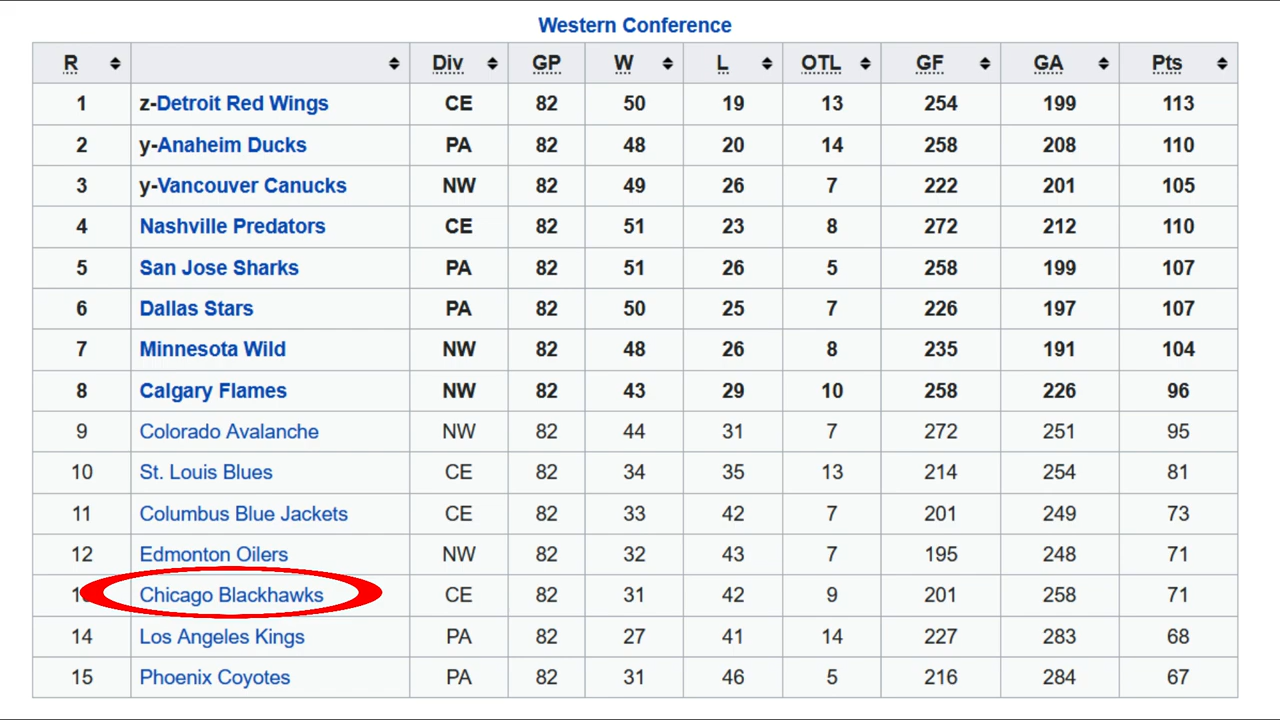 Western Conference
R Div GP W L OTL GF GA Pts
1 z-Detroit Red Wings CE 82 50 19 13 254 199 113
2 y-Anaheim Ducks PA 82 48 20 14 258 208 110
3 y-Vancouver Canucks NW 82 49 26 7 222 201 105
4 Nashville Predators CE 82 51 23 8 272 212 110
5 San Jose Sharks PA 82 51 26 5 258 199 107
6 Dallas Stars PA 82 50 25 7 226 197 107
7 Minnesota Wild NW 82 48 26 8 235 191 104
8 Calgary Flames NW 82 43 29 10 258 226 96
9 Colorado Avalanche NW 82 44 31 7 272 251 95
10 St. Louis Blues CE 82 34 35 13 214 254 81
11 Columbus Blue Jackets CE 82 33 42 7 201 249 73
12 Edmonton Oilers NW 82 32 43 7 195 248 71
Chicago Blackhawks CE 82 31 42 9 201 258 71
14 Los Angeles Kings PA 82 27 41 14 227 283 68
15 Phoenix Coyotes PA 82 31 46 5 216 284 67